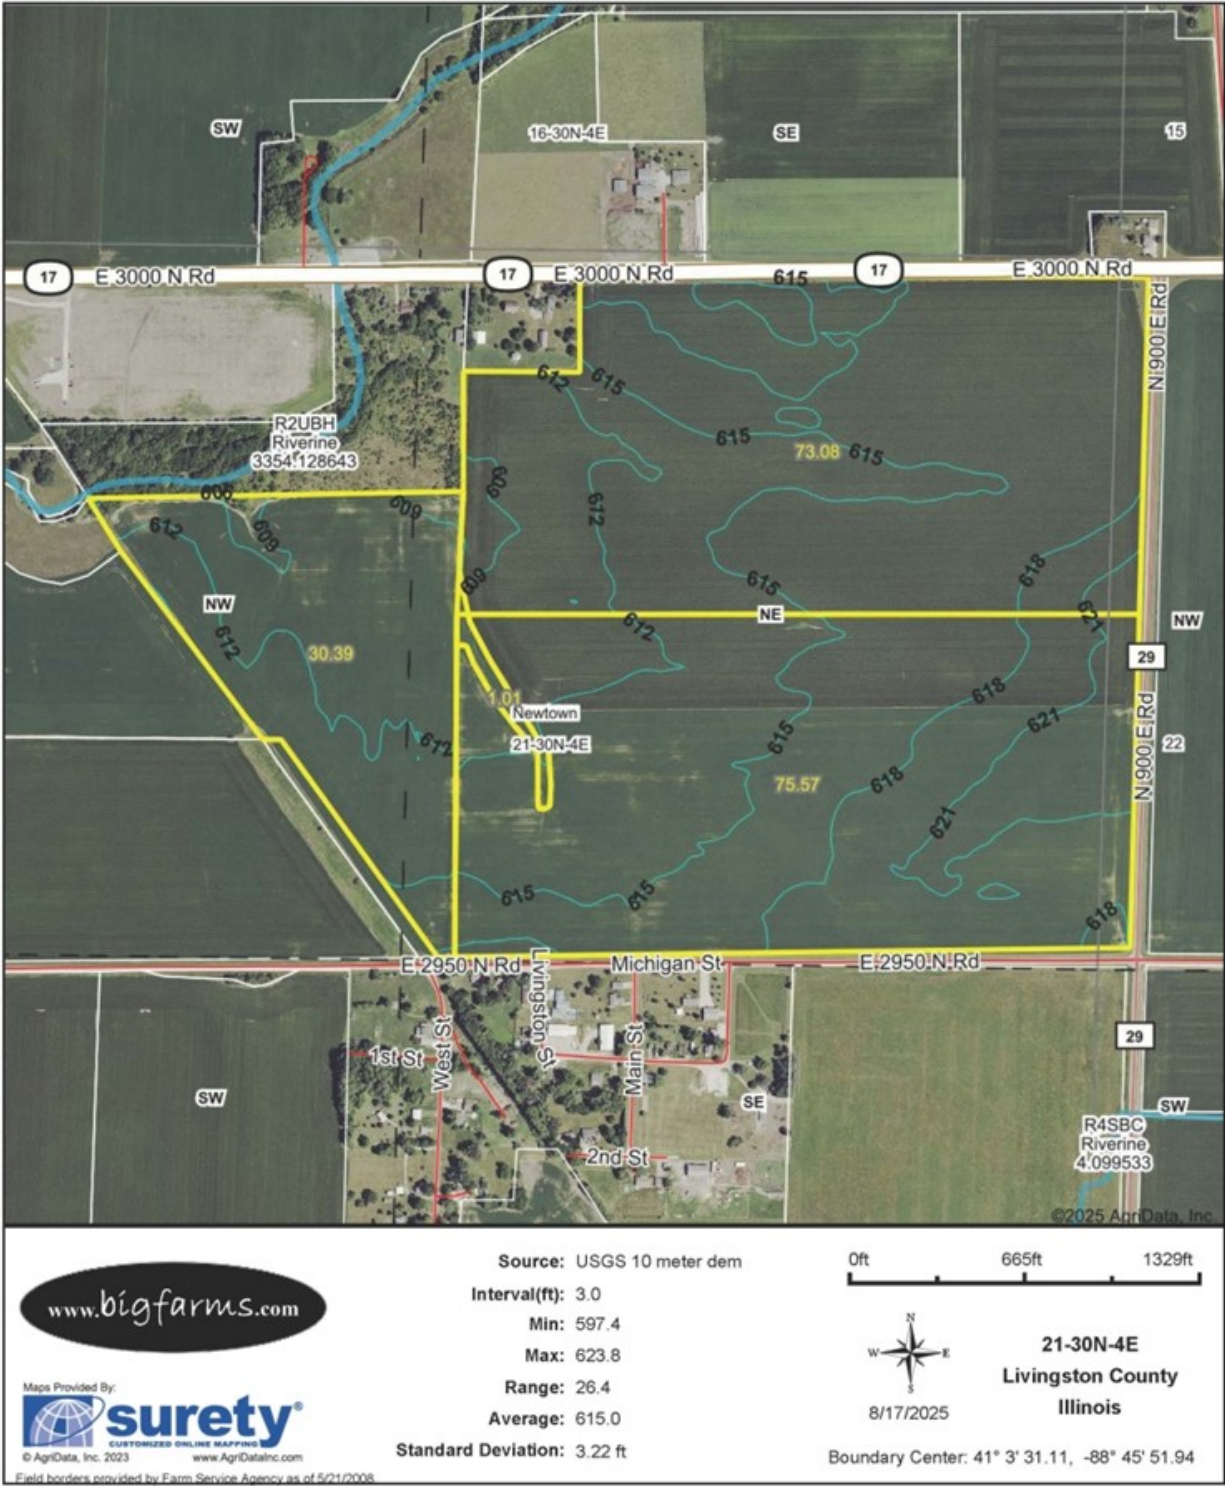 SW
16-30N-4E
SE
15
17
E 3000 N Rd
17
E 3000 N Rd
615
17
E 3000 N Rd
N 900 E Rd
612
615
R2UBH
Riverine
3354.128643
615
73.08
615
609
606
609
612
612
609
609
618
615
NW
NE
621
NW
612
612
30.39
29
1.01
618
Newtown
621
N 900 E Rd
22
612
21-30N-4E
615
75.57
618
621
615
615
618
E 2950 N Rd
Michigan St
E 2950 N Rd
Livingston St
West St
1st St
Main St
29
SW
SE
SW
R4SBC
Riverine
4.099533
2nd St
©2025 AgriData, Inc.
www.bigfarms.com
Maps Provided By:
surety®
CUSTOMIZED ONLINE MAPPING
© AgriData, Inc. 2023
www.AgriDataInc.com
Field borders provided by Farm Service Agency as of 5/21/2008.
Source: USGS 10 meter dem
Interval(ft): 3.0
Min: 597.4
Max: 623.8
Range: 26.4
Average: 615.0
Standard Deviation: 3.22 ft
0ft 665ft 1329ft
N
W E
S
8/17/2025
21-30N-4E
Livingston County
Illinois
Boundary Center: 41° 3' 31.11, -88° 45' 51.94